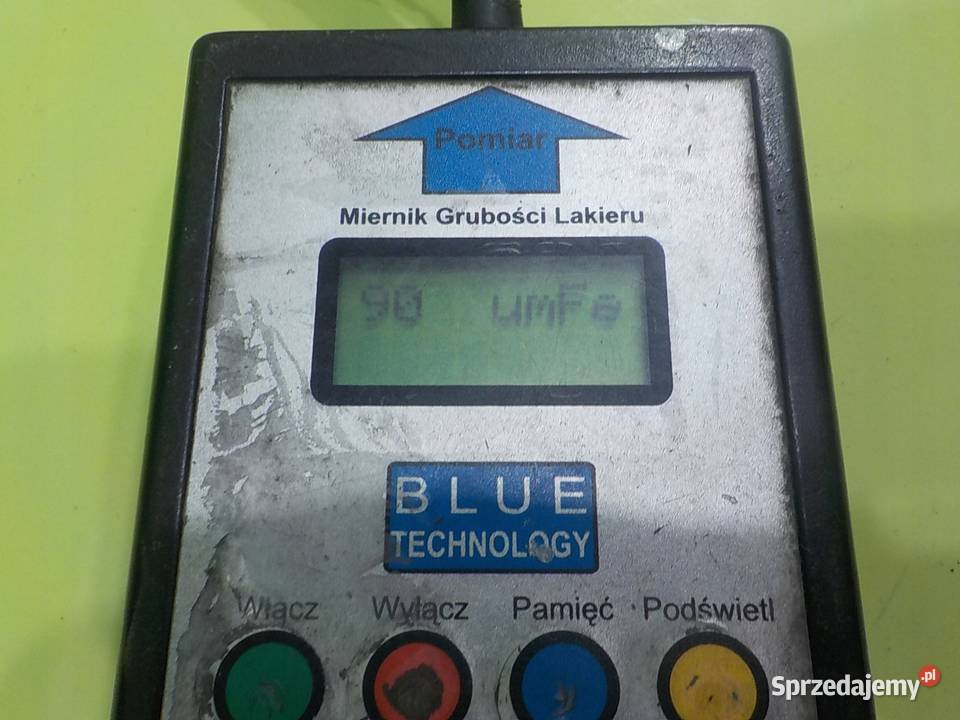 Pomiar
Miernik Grubości Lakieru
90 umFe
BLUE
TECHNOLOGY
Włącz Wyłącz Pamięć Podświetl
Sprzedajemy.pl